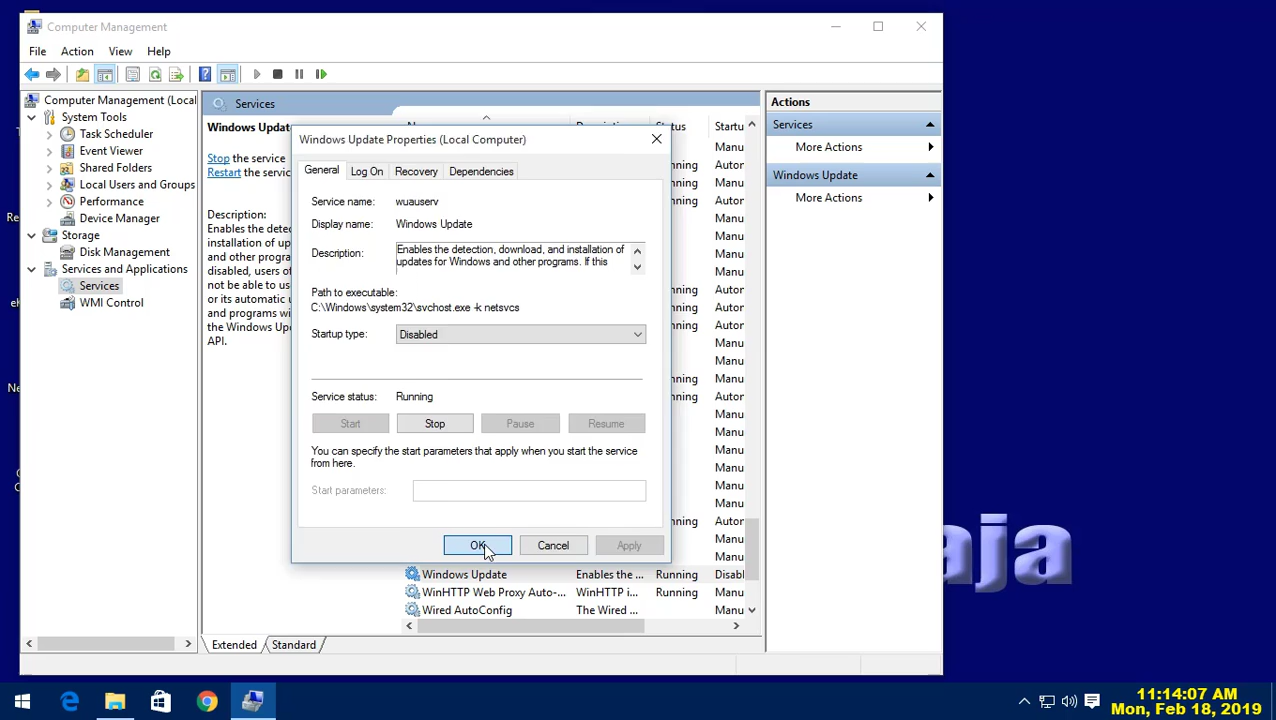 Computer Management
File Action View Help
Computer Management (Local
System Tools
Task Scheduler
Event Viewer
Shared Folders
Local Users and Groups
Performance
Device Manager
Storage
Disk Management
Services and Applications
Services
WMI Control
Services
Windows Updat
Stop the service
Restart the servic
Description:
Enables the detec
installation of up
and other progra
disabled, users of
not be able to us
or its automatic u
and programs wi
the Windows Upd
API.
Status Startu
Windows Update Properties (Local Computer)
General Log On Recovery Dependencies
Service name: wuauserv
Display name: Windows Update
Description: Enables the detection, download, and installation of
updates for Windows and other programs. If this
Path to executable:
C:\Windows\system32\svchost.exe -k netsvcs
Startup type: Disabled
Service status: Running
Start Stop Pause Resume
You can specify the start parameters that apply when you start the service
from here.
Start parameters:
OK Cancel Apply
Windows Update Enables the ... Running Disabl
WinHTTP Web Proxy Auto-... WinHTTP i... Running Manu
Wired AutoConfig The Wired ... Manu
Extended Standard
Actions
Services
More Actions
Windows Update
More Actions
aja
11:14:07 AM
Mon, Feb 18, 2019